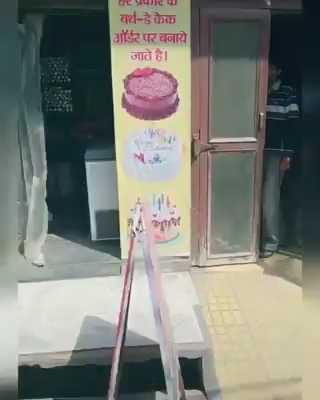 हर प्रकार के
बर्थ-डे केक
ऑर्डर पर बनाये
जाते है।